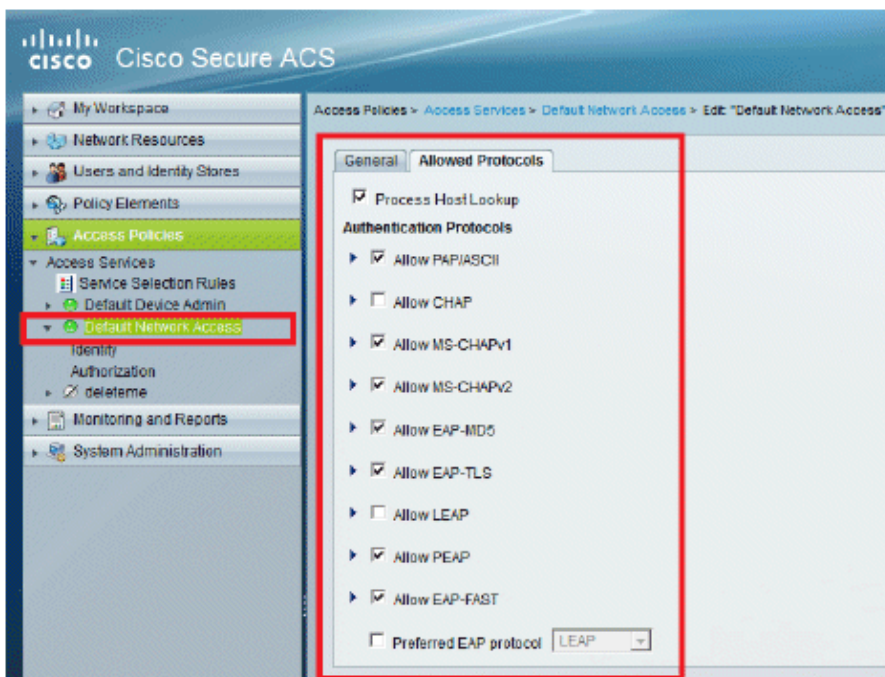 CISCO Cisco Secure ACS
My Workspace
Network Resources
Users and Identity Stores
Policy Elements
Access Policies
Access Services
Service Selection Rules
Default Device Admin
Default Network Access
Identity
Authorization
deleteme
Monitoring and Reports
System Administration
Access Policies > Access Services > Default Network Access > Edit: "Default Network Access"
General Allowed Protocols
Process Host Lookup
Authentication Protocols
Allow PAP/ASCII
Allow CHAP
Allow MS-CHAPv1
Allow MS-CHAPv2
Allow EAP-MD5
Allow EAP-TLS
Allow LEAP
Allow PEAP
Allow EAP-FAST
Preferred EAP protocol LEAP